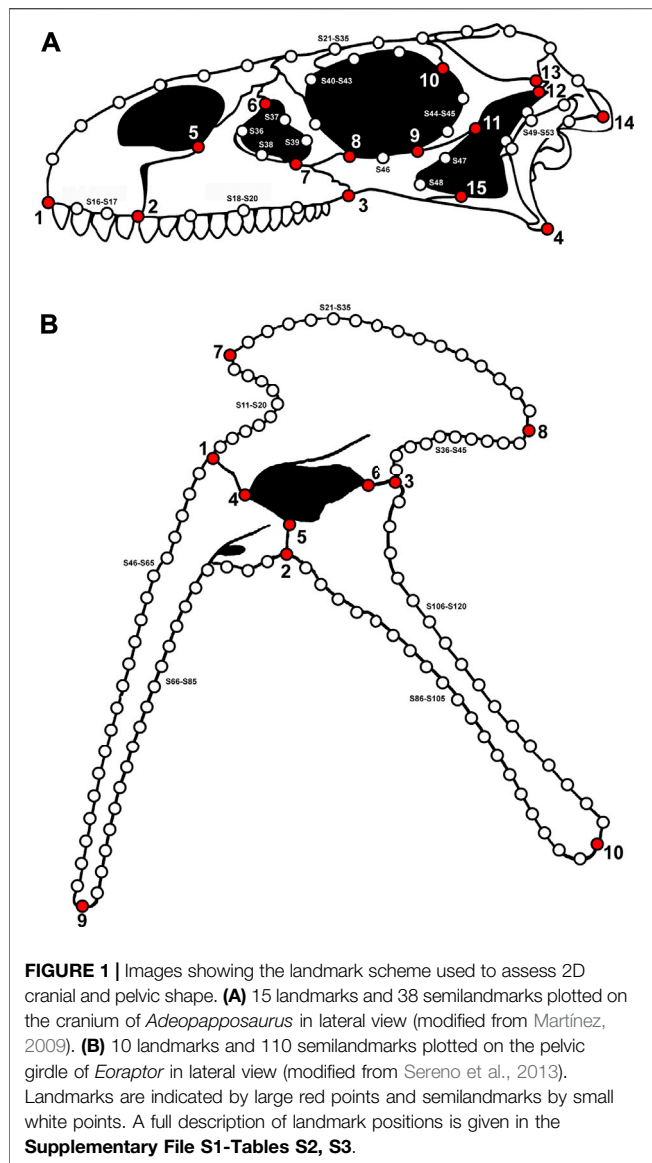 A
S21-S35
S40-S43
10
13
12
6
S37
S44-S45
11
14
5
S36
S49-S53
S38
S39
8
9
S47
7
S46
S48
1
S16-S17
2
S18-S20
3
15
4
B
S21-S35
7
S11-S20
8
S36-S45
1
6
3
4
5
2
S46-S65
S106-S120
S66-S85
S86-S105
10
9
FIGURE 1 | Images showing the landmark scheme used to assess 2D
cranial and pelvic shape. (A) 15 landmarks and 38 semilandmarks plotted on
the cranium of Adeopapposaurus in lateral view (modified from Martínez,
2009). (B) 10 landmarks and 110 semilandmarks plotted on the pelvic
girdle of Eoraptor in lateral view (modified from Sereno et al., 2013).
Landmarks are indicated by large red points and semilandmarks by small
white points. A full description of landmark positions is given in the
Supplementary File S1-Tables S2, S3.